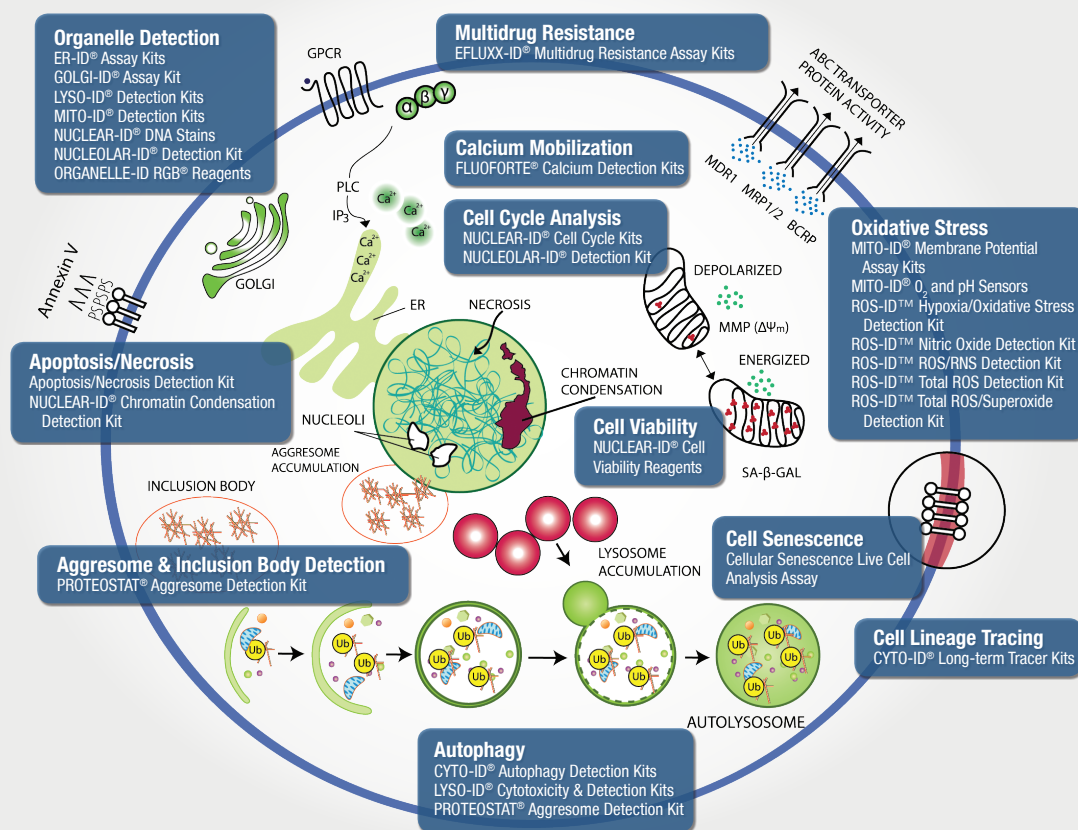 Organelle Detection
ER-ID® Assay Kits
GOLGI-ID® Assay Kit
LYSO-ID® Detection Kits
MITO-ID® Detection Kits
NUCLEAR-ID® DNA Stains
NUCLEOLAR-ID® Detection Kit
ORGANELLE-ID RGB® Reagents
GPCR
α β γ
Multidrug Resistance
EFLUXX-ID® Multidrug Resistance Assay Kits
ABC TRANSPORTER
PROTEIN ACTIVITY
MDR1 MRP1/2 BCRP
Calcium Mobilization
FLUOFORTE® Calcium Detection Kits
PLC
IP3
Ca2+
Ca2+
Ca2+
Ca2+
Ca2+
Ca2+
Cell Cycle Analysis
NUCLEAR-ID® Cell Cycle Kits
NUCLEOLAR-ID® Detection Kit
Oxidative Stress
MITO-ID® Membrane Potential
Assay Kits
MITO-ID® O2 and pH Sensors
ROS-ID™ Hypoxia/Oxidative Stress
Detection Kit
ROS-ID™ Nitric Oxide Detection Kit
ROS-ID™ ROS/RNS Detection Kit
ROS-ID™ Total ROS Detection Kit
ROS-ID™ Total ROS/Superoxide
Detection Kit
Annexin V
PSPSPS
GOLGI
ER
NECROSIS
DEPOLARIZED
MMP (ΔΨm)
ENERGIZED
Apoptosis/Necrosis
Apoptosis/Necrosis Detection Kit
NUCLEAR-ID® Chromatin Condensation
Detection Kit
CHROMATIN
CONDENSATION
NUCLEOLI
AGGRESOME
ACCUMULATION
Cell Viability
NUCLEAR-ID® Cell
Viability Reagents
SA-β-GAL
INCLUSION BODY
Aggresome & Inclusion Body Detection
PROTEOSTAT® Aggresome Detection Kit
LYSOSOME
ACCUMULATION
Cell Senescence
Cellular Senescence Live Cell
Analysis Assay
Cell Lineage Tracing
CYTO-ID® Long-term Tracer Kits
Ub
Ub
Ub
Ub
Ub
Ub
Ub
Ub
Ub
Ub
Ub
Ub
Ub
Ub
AUTOLYSOSOME
Autophagy
CYTO-ID® Autophagy Detection Kits
LYSO-ID® Cytotoxicity & Detection Kits
PROTEOSTAT® Aggresome Detection Kit